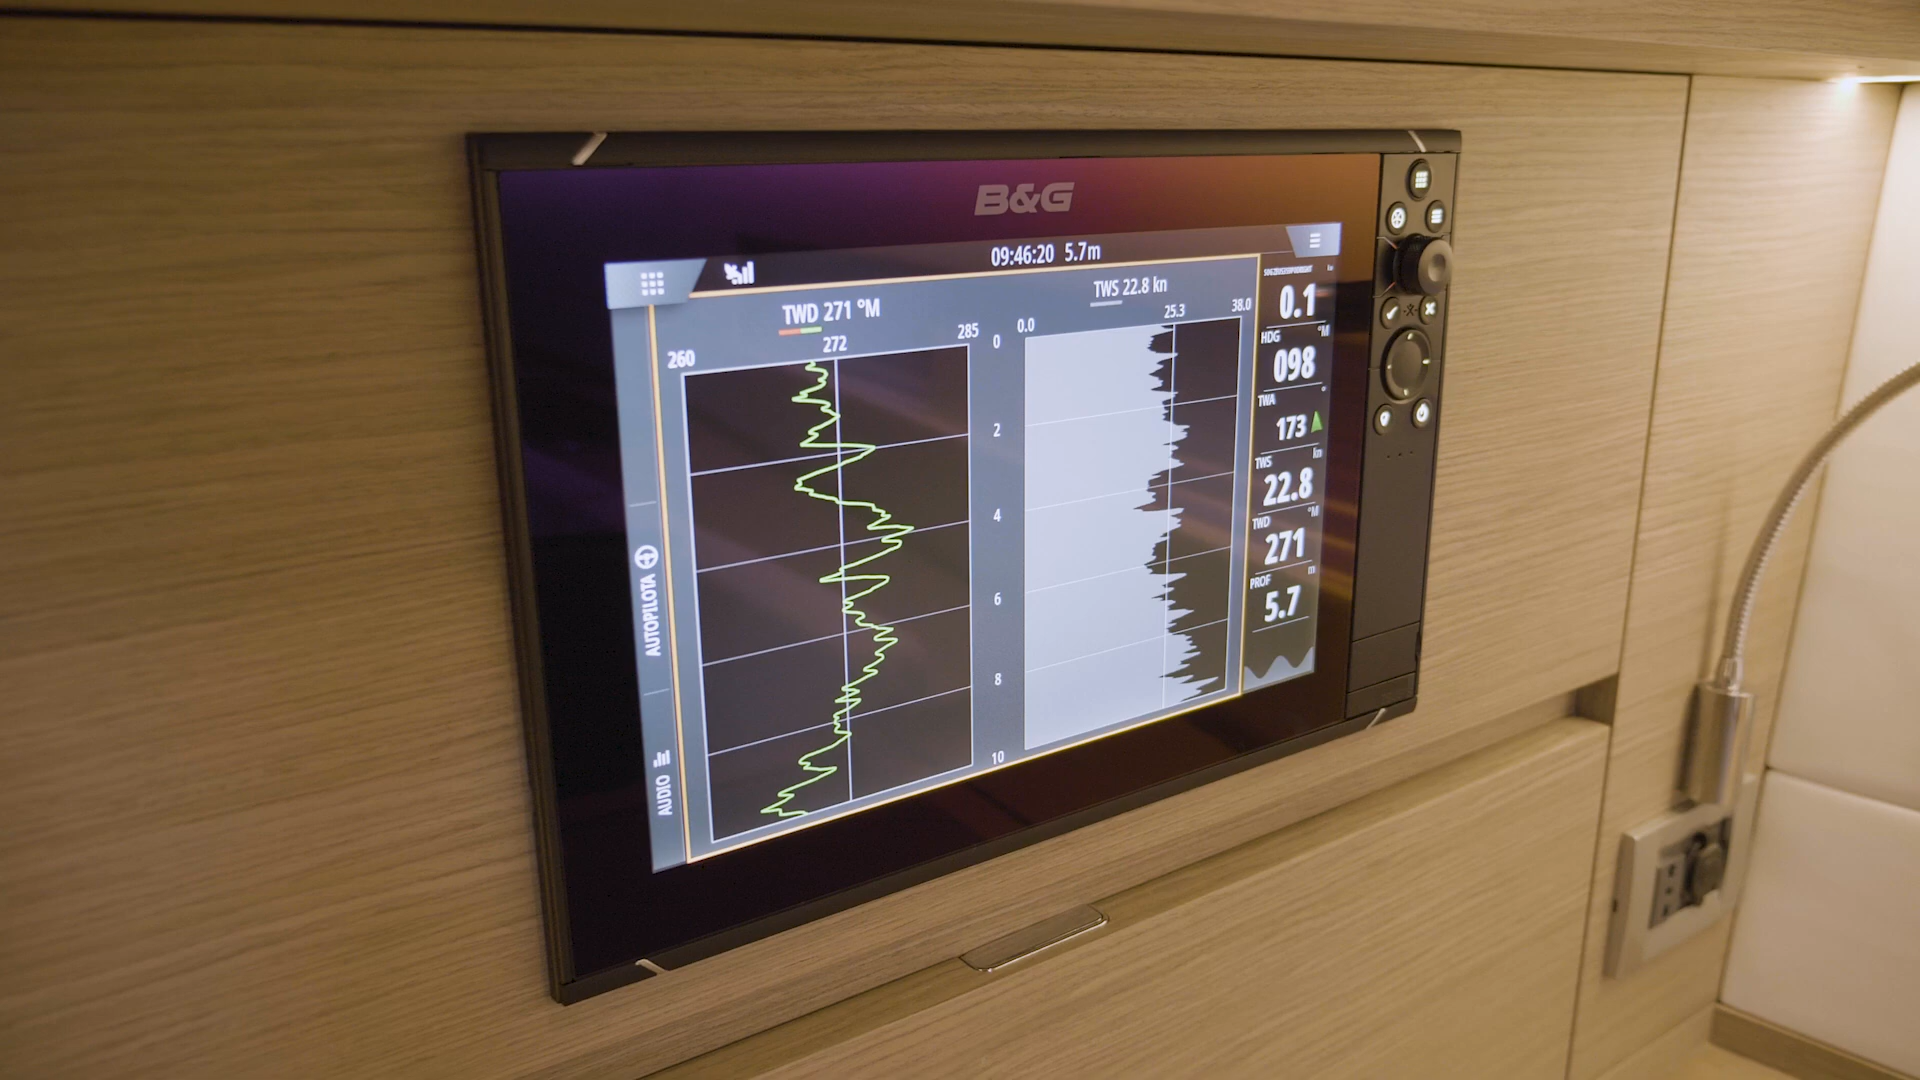 B&G
09:46:20 5.7m
TWD 271 °M
272
260
285
TWS 22.8 kn
0.0
25.3
38.0
0
2
4
6
8
10
0.1
HDG °M
098
TWA °
173
TWS kn
22.8
TWD °M
271
PROF m
5.7
AUTOPILOTA
AUDIO